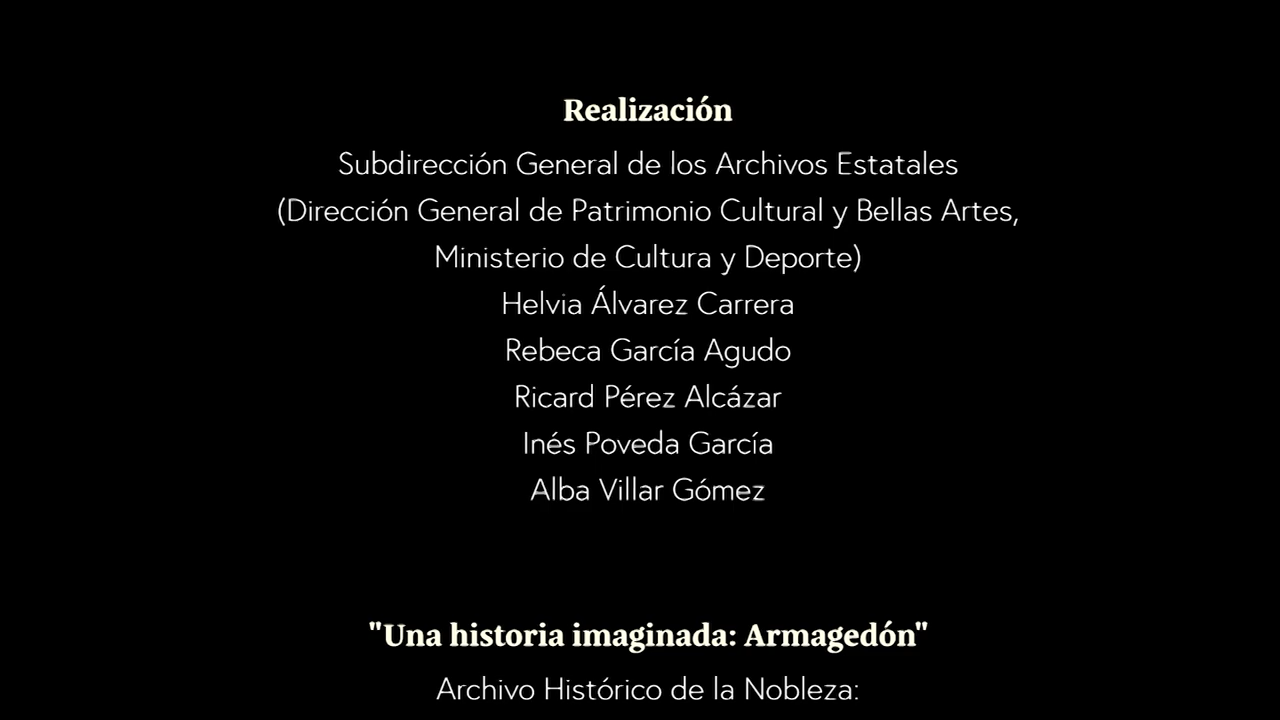 Realización
Subdirección General de los Archivos Estatales
(Dirección General de Patrimonio Cultural y Bellas Artes,
Ministerio de Cultura y Deporte)
Helvia Álvarez Carrera
Rebeca García Agudo
Ricard Pérez Alcázar
Inés Poveda García
Alba Villar Gómez
"Una historia imaginada: Armagedón"
Archivo Histórico de la Nobleza: